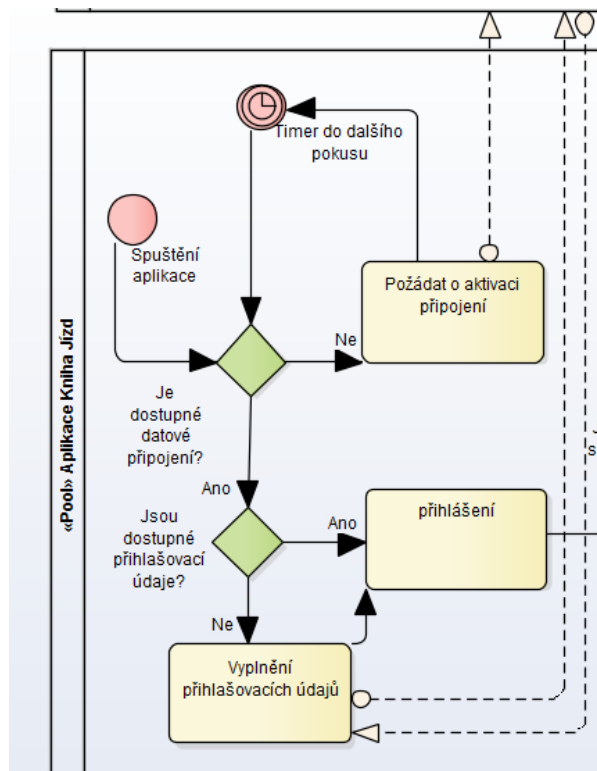 «Pool» Aplikace Kniha Jízd
Timer do dalšího
pokusu
Spuštění
aplikace
Požádat o aktivaci
připojení
Ne
Je
dostupné
datové
připojení?
Ano
Jsou
dostupné
přihlašovací
údaje?
Ano
přihlášení
Ne
Vyplnění
přihlašovacích údajů